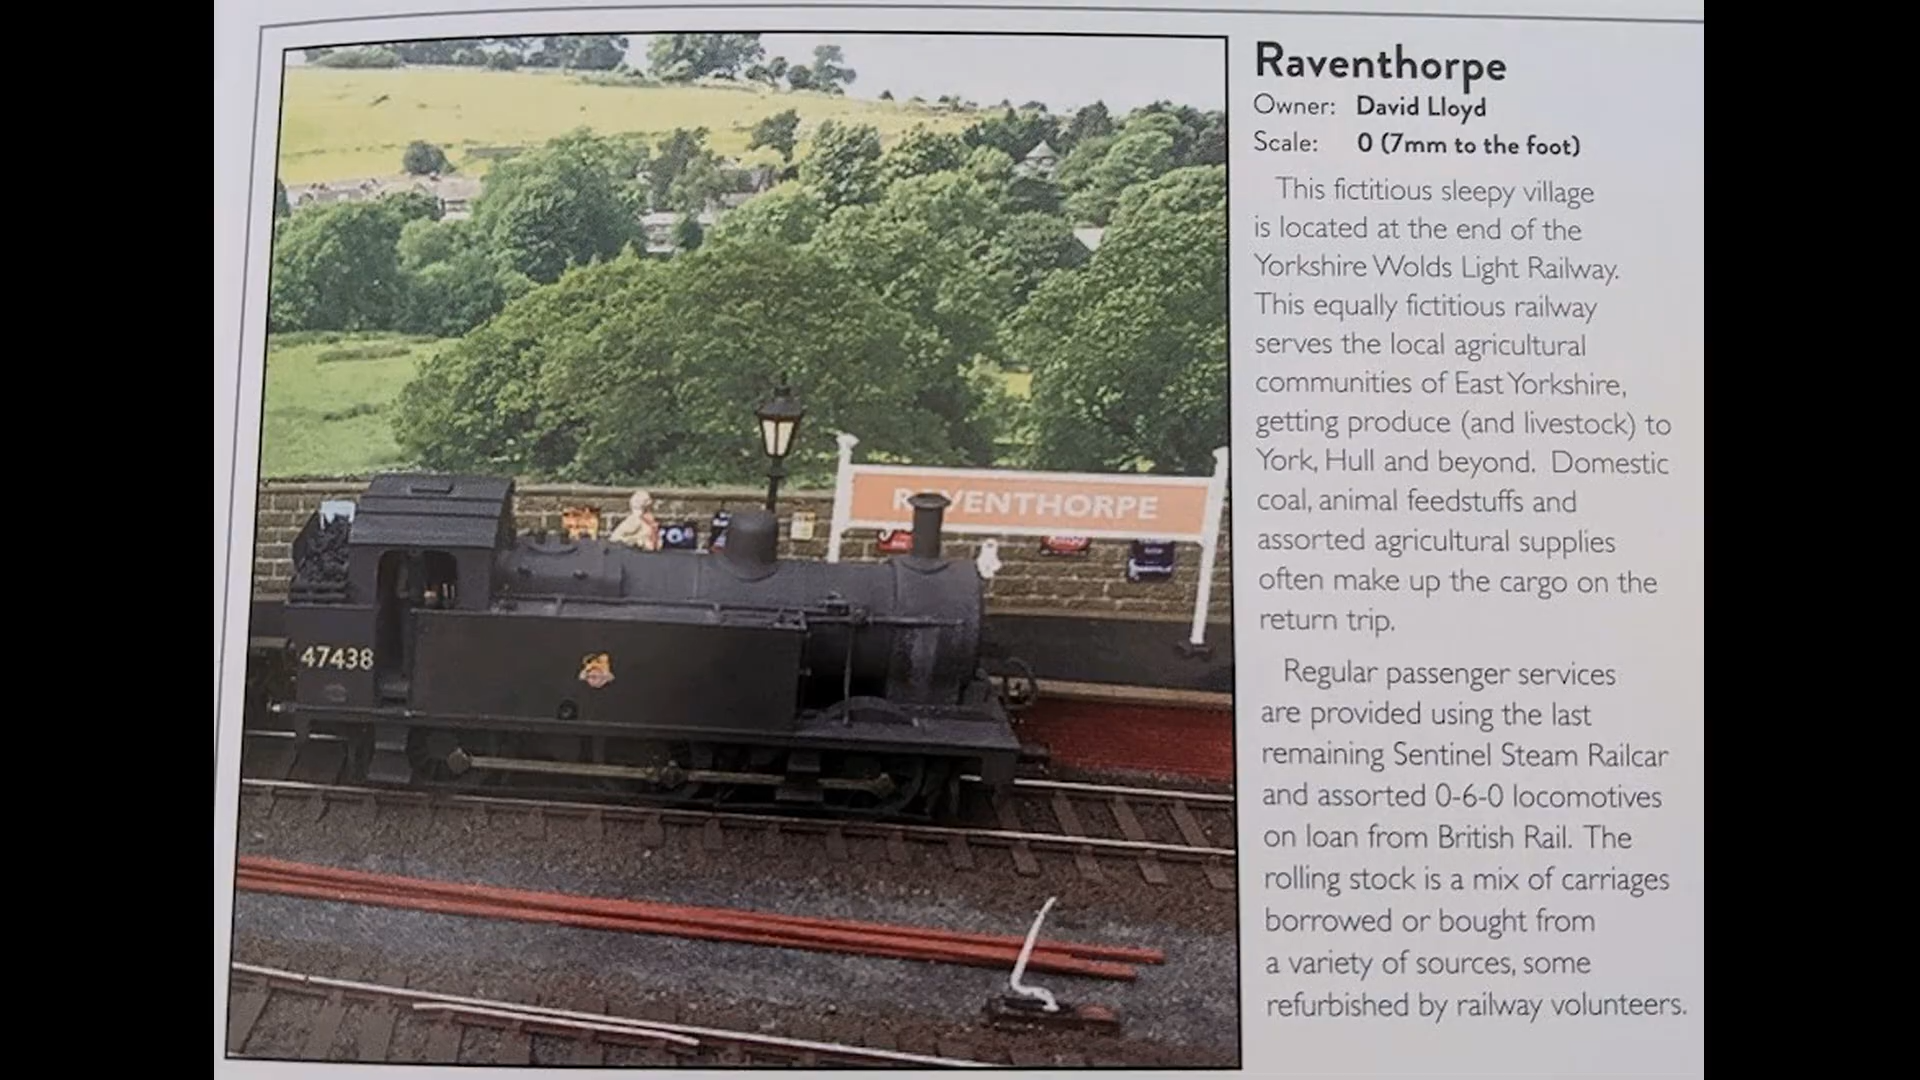 Raventhorpe
Owner: David Lloyd
Scale: 0 (7mm to the foot)
This fictitious sleepy village
is located at the end of the
Yorkshire Wolds Light Railway.
This equally fictitious railway
serves the local agricultural
communities of East Yorkshire,
getting produce (and livestock) to
York, Hull and beyond. Domestic
coal, animal feedstuffs and
assorted agricultural supplies
often make up the cargo on the
return trip.
Regular passenger services
are provided using the last
remaining Sentinel Steam Railcar
and assorted 0-6-0 locomotives
on loan from British Rail. The
rolling stock is a mix of carriages
borrowed or bought from
a variety of sources, some
refurbished by railway volunteers.
RAVENTHORPE
47438